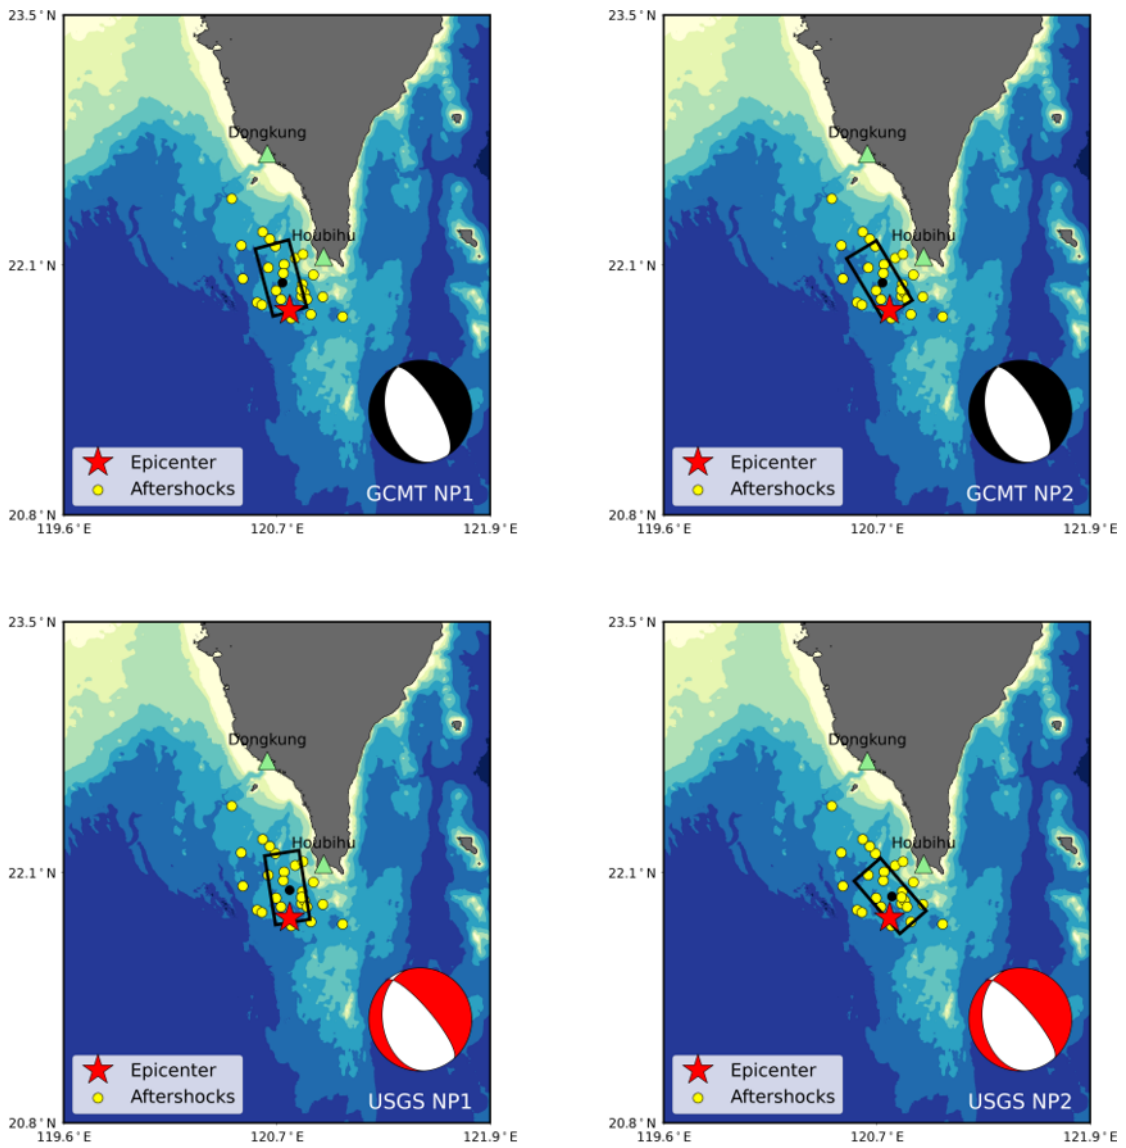 23.5°N
23.5°N
Dongkung
Dongkung
Houbihu
Houbihu
22.1°N
22.1°N
Epicenter
Epicenter
Aftershocks
GCMT NP1
Aftershocks
GCMT NP2
20.8°N
20.8°N
119.6°E
120.7°E
121.9°E
119.6°E
120.7°E
121.9°E
23.5°N
23.5°N
Dongkung
Dongkung
Houbihu
Houbihu
22.1°N
22.1°N
Epicenter
Epicenter
Aftershocks
USGS NP1
Aftershocks
USGS NP2
20.8°N
20.8°N
119.6°E
120.7°E
121.9°E
119.6°E
120.7°E
121.9°E